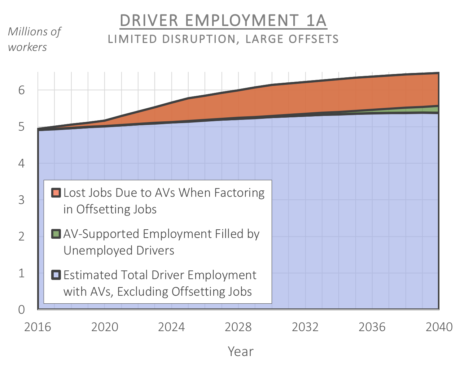 DRIVER EMPLOYMENT 1A
LIMITED DISRUPTION, LARGE OFFSETS
Millions of
workers
6
5
4
3
2
1
0
Lost Jobs Due to AVs When Factoring
in Offsetting Jobs
AV-Supported Employment Filled by
Unemployed Drivers
Estimated Total Driver Employment
with AVs, Excluding Offsetting Jobs
2016 2020 2024 2028 2032 2036 2040
Year